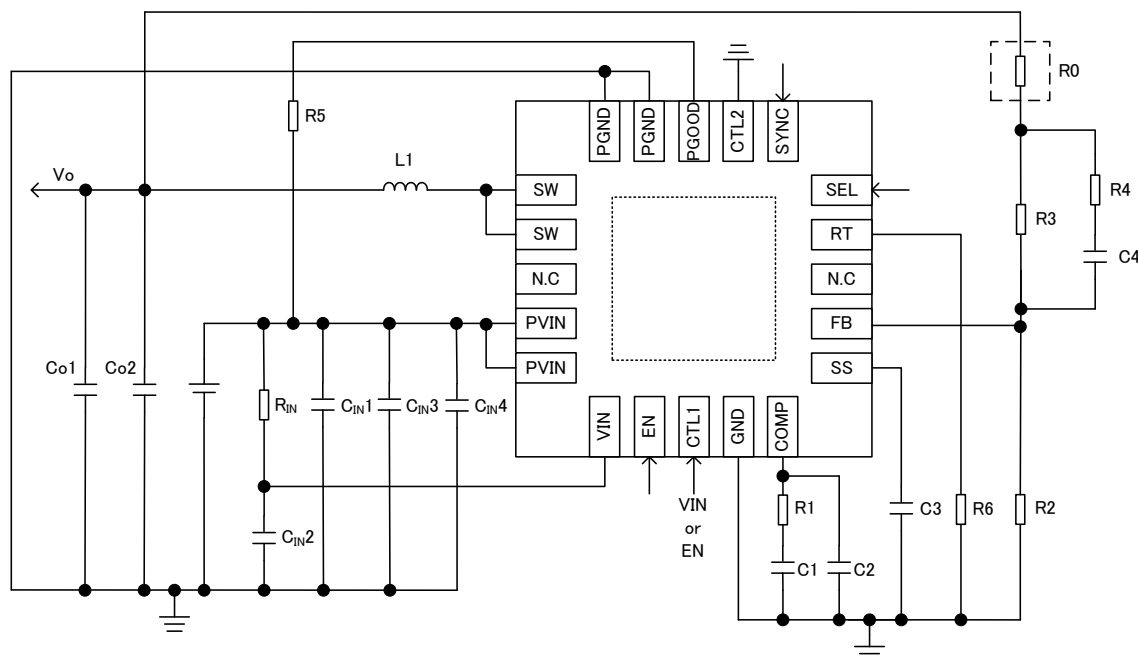 R0
R5
PGND
PGND
PGOOD
CTL2
SYNC
L1
Vo
SW
SEL
R4
SW
RT
R3
N.C
N.C
C4
PVIN
FB
Co1
Co2
PVIN
SS
RIN
CIN1
CIN3
CIN4
VIN
EN
CTL1
GND
COMP
CIN2
VIN
or
EN
R1
C3
R6
R2
C1
C2